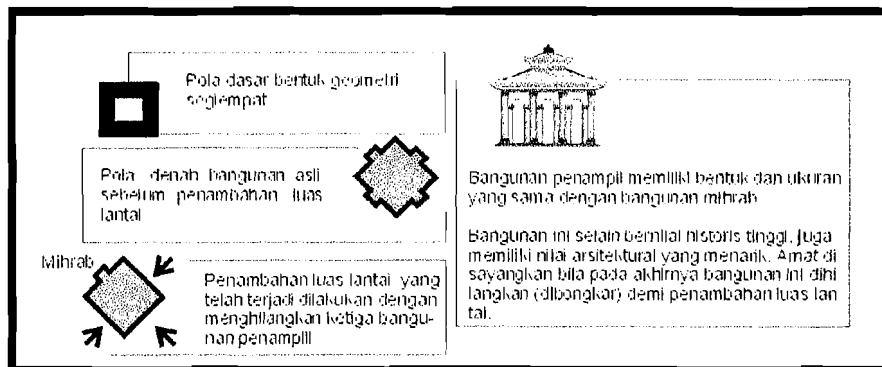 Pola dasar bentuk geometri
segiempat
Pola denah bangunan asli
sebelum penambahan luas
lantai
Mihrab
Penambahan luas lantai yang
telah terjadi dilakukan dengan
menghilangkan ketiga bangu-
nan penampil
Bangunan penampil memiliki bentuk dan ukuran
yang sama dengan bangunan mihrab
Bangunan ini selain bernilai historis tinggi, juga
memiliki nilai arsitektural yang menarik. Amat di
sayangkan bila pada akhirnya bangunan ini dihi
langkan (dibongkar) demi penambahan luas lan
tai.